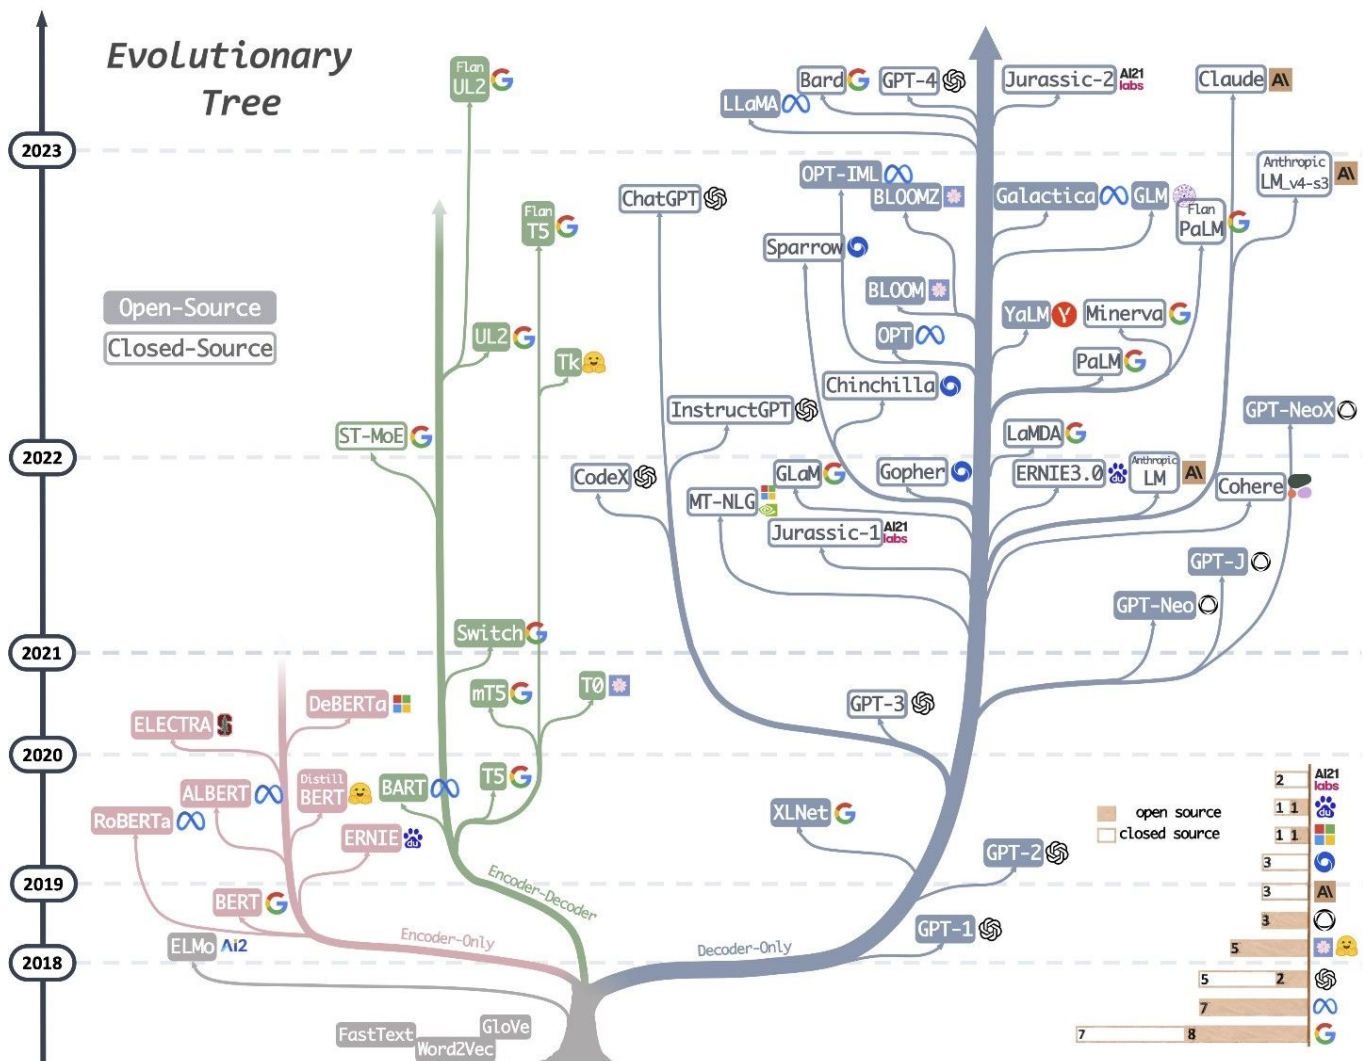 Evolutionary
Tree
2023
2022
2021
2020
2019
2018
Open-Source
Closed-Source
Flan
UL2
Flan
T5
UL2
Tk
ST-MoE
Switch
mT5
T0
T5
BART
Encoder-Decoder
DeBERTa
ELECTRA
ALBERT
Distill
BERT
RoBERTa
ERNIE
BERT
Encoder-Only
ELMo Ai2
FastText
GloVe
Word2Vec
Bard
GPT-4
Jurassic-2 AI21
labs
Claude A\
LLaMA
Anthropic
LM_v4-s3 A\
OPT-IML
BLOOMZ
ChatGPT
Galactica
GLM
Flan
PaLM
Sparrow
BLOOM
OPT
YaLM Y
Minerva
PaLM
Chinchilla
InstructGPT
GPT-NeoX
LaMDA
CodeX
GLaM
Gopher
ERNIE3.0 du
Anthropic
LM A\
Cohere
MT-NLG
Jurassic-1 AI21
labs
GPT-J
GPT-Neo
GPT-3
XLNet
GPT-2
GPT-1
Decoder-Only
open source
closed source
2 AI21
labs
1 1 du
1 1
3
3 A\
3
5
5 2
7
7 8